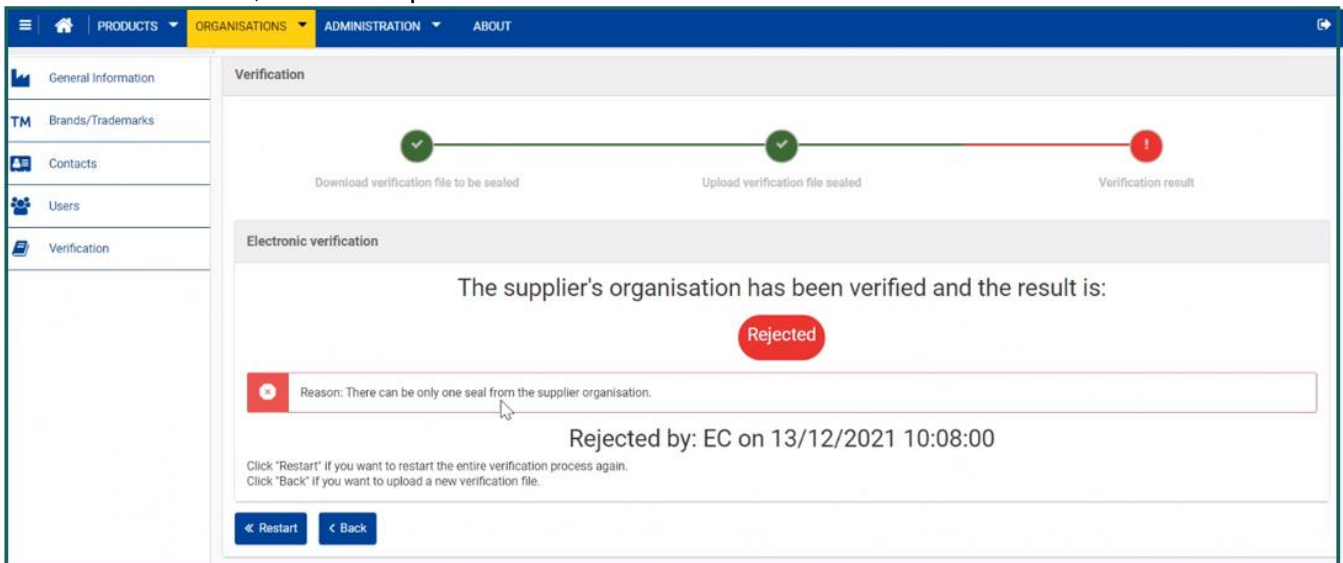 PRODUCTS ORGANISATIONS ADMINISTRATION ABOUT
General Information
TM Brands/Trademarks
Contacts
Users
Verification
Verification
Download verification file to be sealed
Upload verification file sealed
Verification result
Electronic verification
The supplier's organisation has been verified and the result is:
Rejected
Reason: There can be only one seal from the supplier organisation.
Rejected by: EC on 13/12/2021 10:08:00
Click "Restart" if you want to restart the entire verification process again.
Click "Back" if you want to upload a new verification file.
« Restart < Back